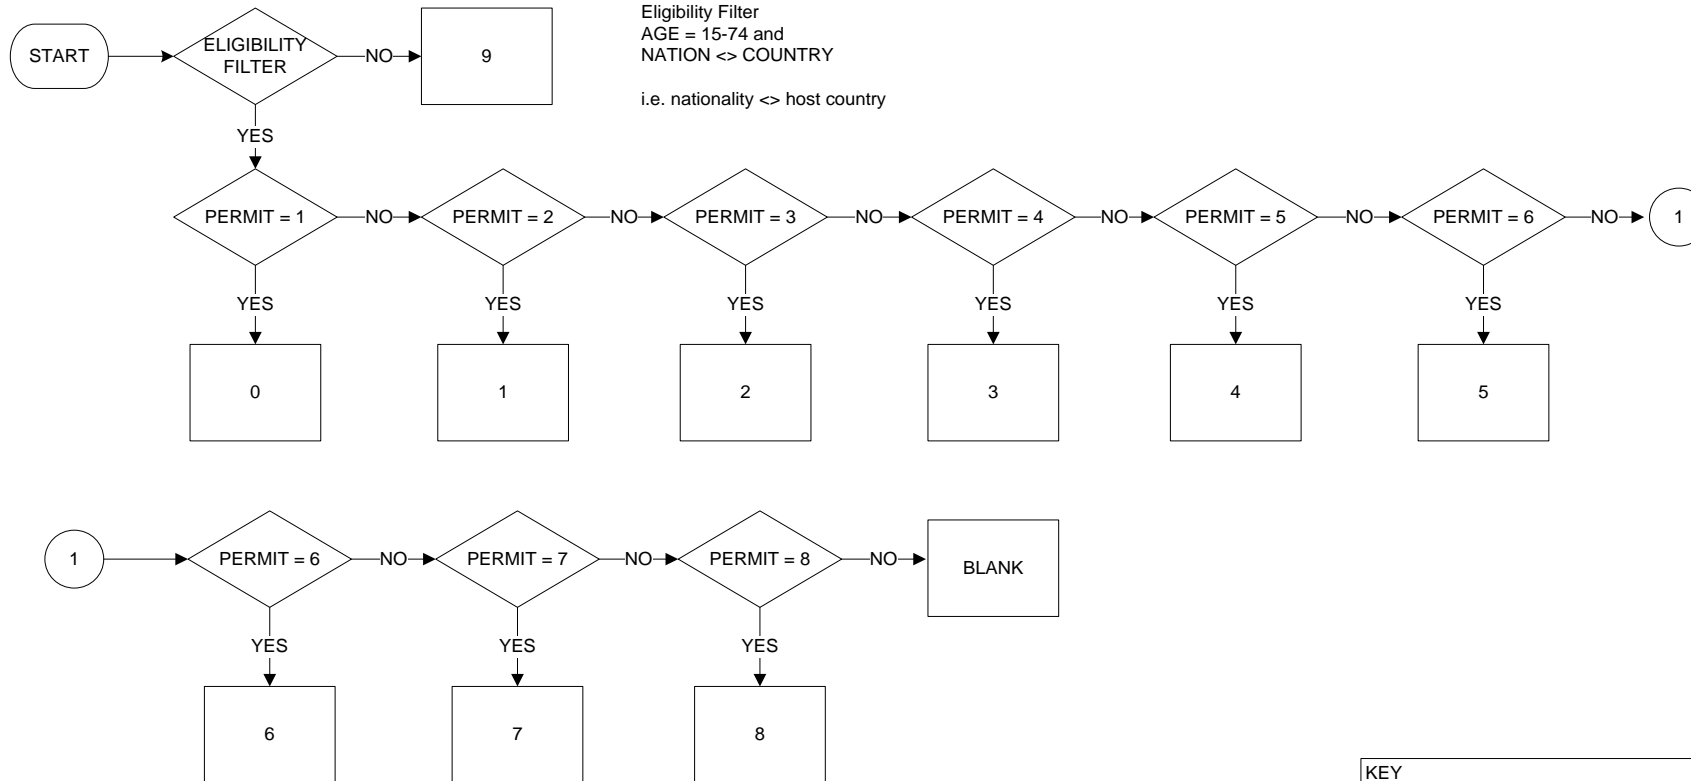 Eligibility Filter
AGE = 15-74 and
NATION <> COUNTRY
i.e. nationality <> host country
START
ELIGIBILITY
FILTER
NO
9
YES
PERMIT = 1
NO
PERMIT = 2
NO
PERMIT = 3
NO
PERMIT = 4
NO
PERMIT = 5
NO
PERMIT = 6
NO
1
YES
YES
YES
YES
YES
YES
0
1
2
3
4
5
1
PERMIT = 6
NO
PERMIT = 7
NO
PERMIT = 8
NO
BLANK
YES
YES
YES
6
7
8
KEY